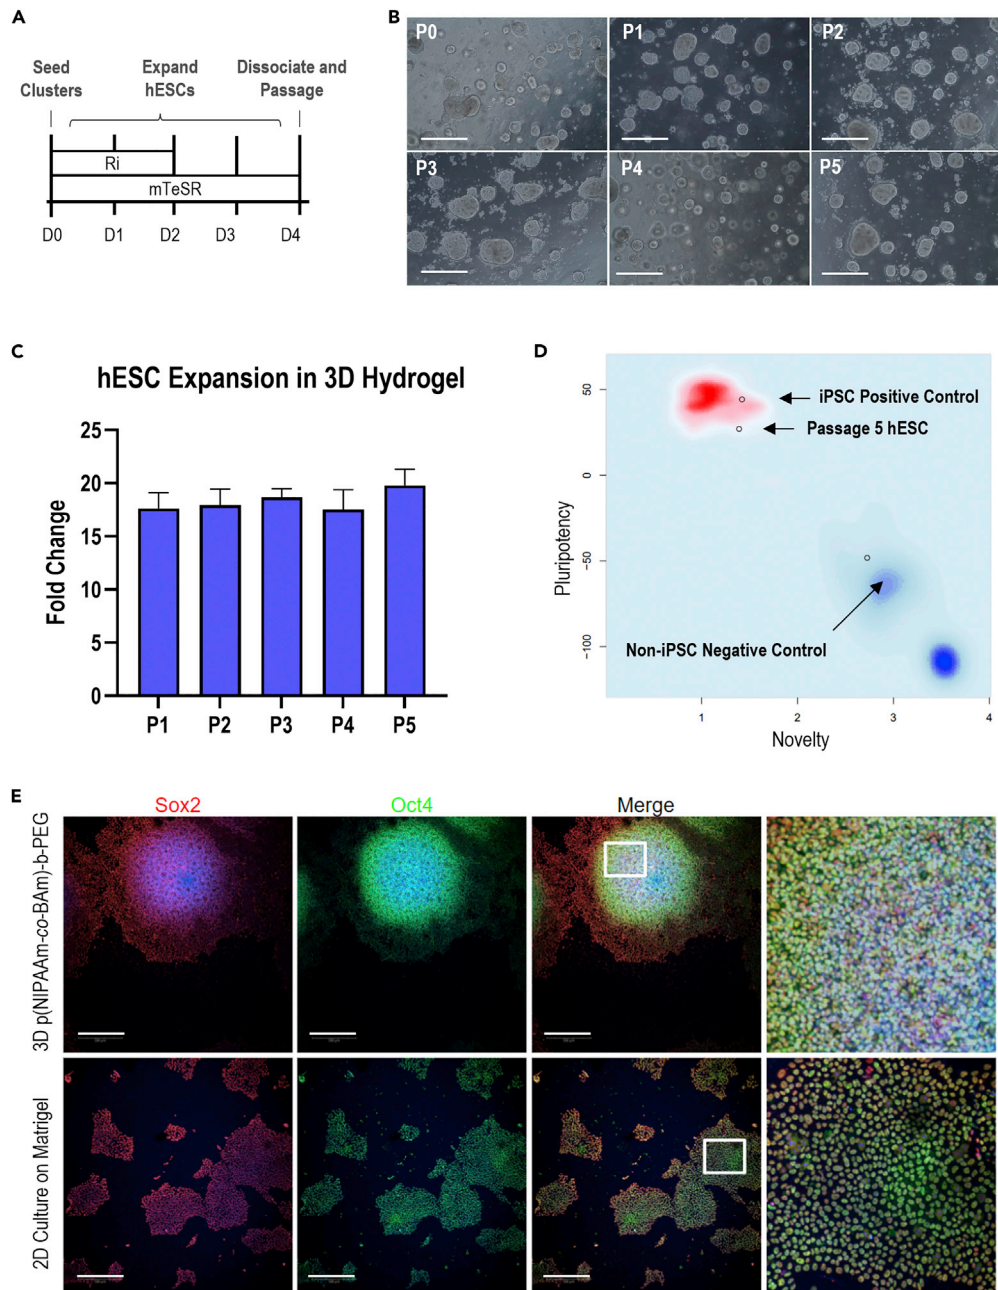 A
Seed
Clusters
Expand
hESCs
Dissociate and
Passage
Ri
mTeSR
D0 D1 D2 D3 D4
B
P0 P1 P2
P3 P4 P5
C
hESC Expansion in 3D Hydrogel
Fold Change
25
20
15
10
5
0
P1 P2 P3 P4 P5
D
Pluripotency
50
0
−50
−100
iPSC Positive Control
Passage 5 hESC
Non-iPSC Negative Control
1 2 3 4
Novelty
E
Sox2 Oct4 Merge
3D p(NIPAAm-co-BAm)-b-PEG
2D Culture on Matrigel